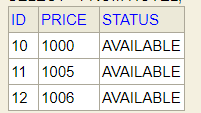 ID PRICE STATUS
10 1000 AVAILABLE
11 1005 AVAILABLE
12 1006 AVAILABLE